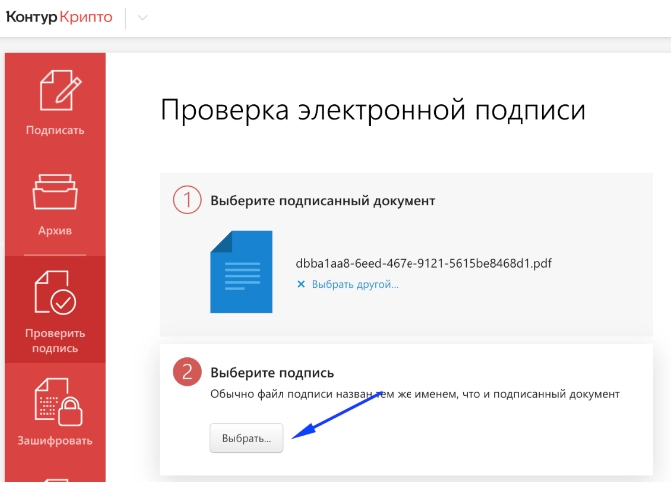 Контур Крипто
Подписать
Архив
Проверить
подпись
Зашифровать
Проверка электронной подписи
1 Выберите подписанный документ
dbba1aa8-6eed-467e-9121-5615be8468d1.pdf
× Выбрать другой...
2 Выберите подпись
Обычно файл подписи назван тем же именем, что и подписанный документ
Выбрать...